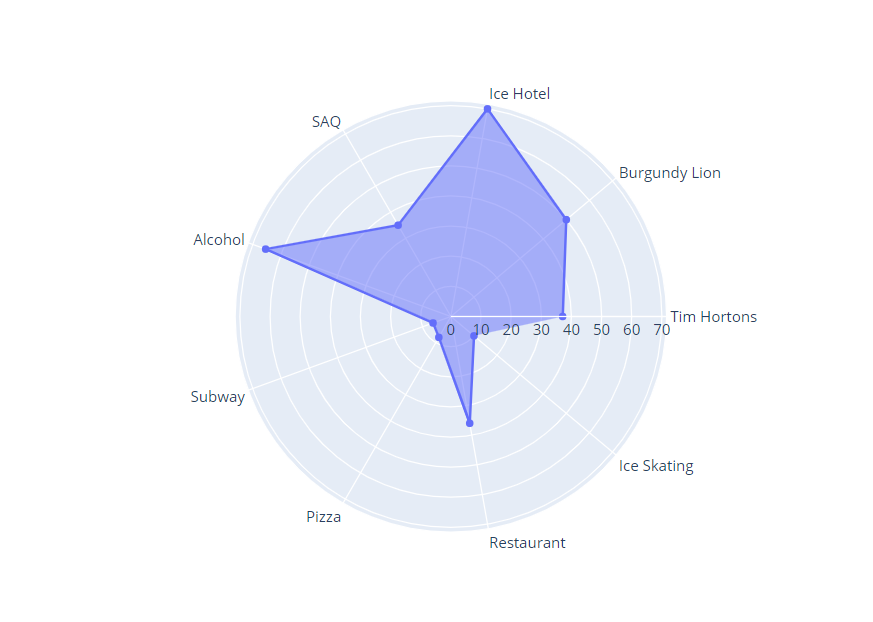 Ice Hotel
SAQ
Burgundy Lion
Alcohol
Tim Hortons
0 10 20 30 40 50 60 70
Subway
Ice Skating
Pizza
Restaurant